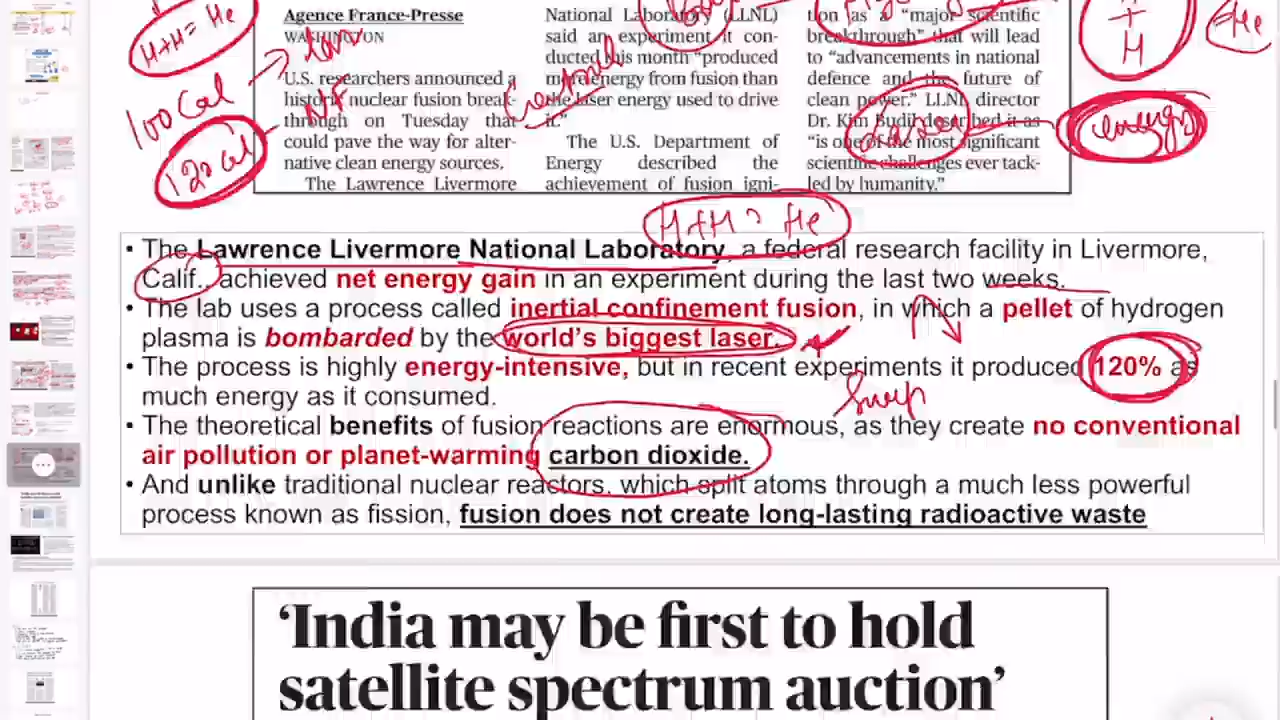 H+H = He
100 Cal
120 Cal
Agence France-Presse
WASHINGTON
U.S. researchers announced a
historic nuclear fusion break-
through on Tuesday that
could pave the way for alter-
native clean energy sources.
The Lawrence Livermore
National Laboratory (LLNL)
said an experiment it con-
ducted this month “produced
more energy from fusion than
the laser energy used to drive
it.”
The U.S. Department of
Energy described the
achievement of fusion igni-
tion as a “major scientific
breakthrough” that will lead
to “advancements in national
defence and the future of
clean power.” LLNL director
Dr. Kim Budil described it as
“is one of the most significant
scientific challenges ever tack-
led by humanity.”
+
H
He
energy
H+H = He
• The Lawrence Livermore National Laboratory, a federal research facility in Livermore,
Calif., achieved net energy gain in an experiment during the last two weeks.
• The lab uses a process called inertial confinement fusion, in which a pellet of hydrogen
plasma is bombarded by the world’s biggest laser.
• The process is highly energy-intensive, but in recent experiments it produced 120% as
much energy as it consumed.
• The theoretical benefits of fusion reactions are enormous, as they create no conventional
air pollution or planet-warming carbon dioxide.
• And unlike traditional nuclear reactors, which split atoms through a much less powerful
process known as fission, fusion does not create long-lasting radioactive waste
‘India may be first to hold
satellite spectrum auction’